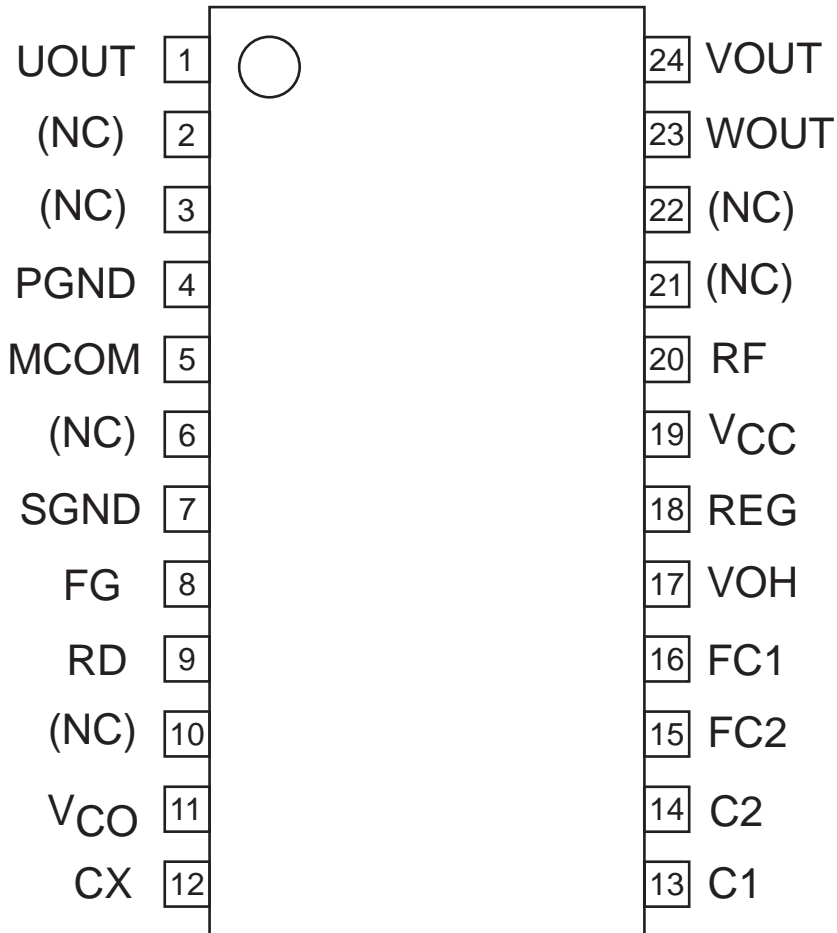 UOUT 1 24 VOUT
(NC) 2 23 WOUT
(NC) 3 22 (NC)
PGND 4 21 (NC)
MCOM 5 20 RF
(NC) 6 19 VCC
SGND 7 18 REG
FG 8 17 VOH
RD 9 16 FC1
(NC) 10 15 FC2
VCO 11 14 C2
CX 12 13 C1